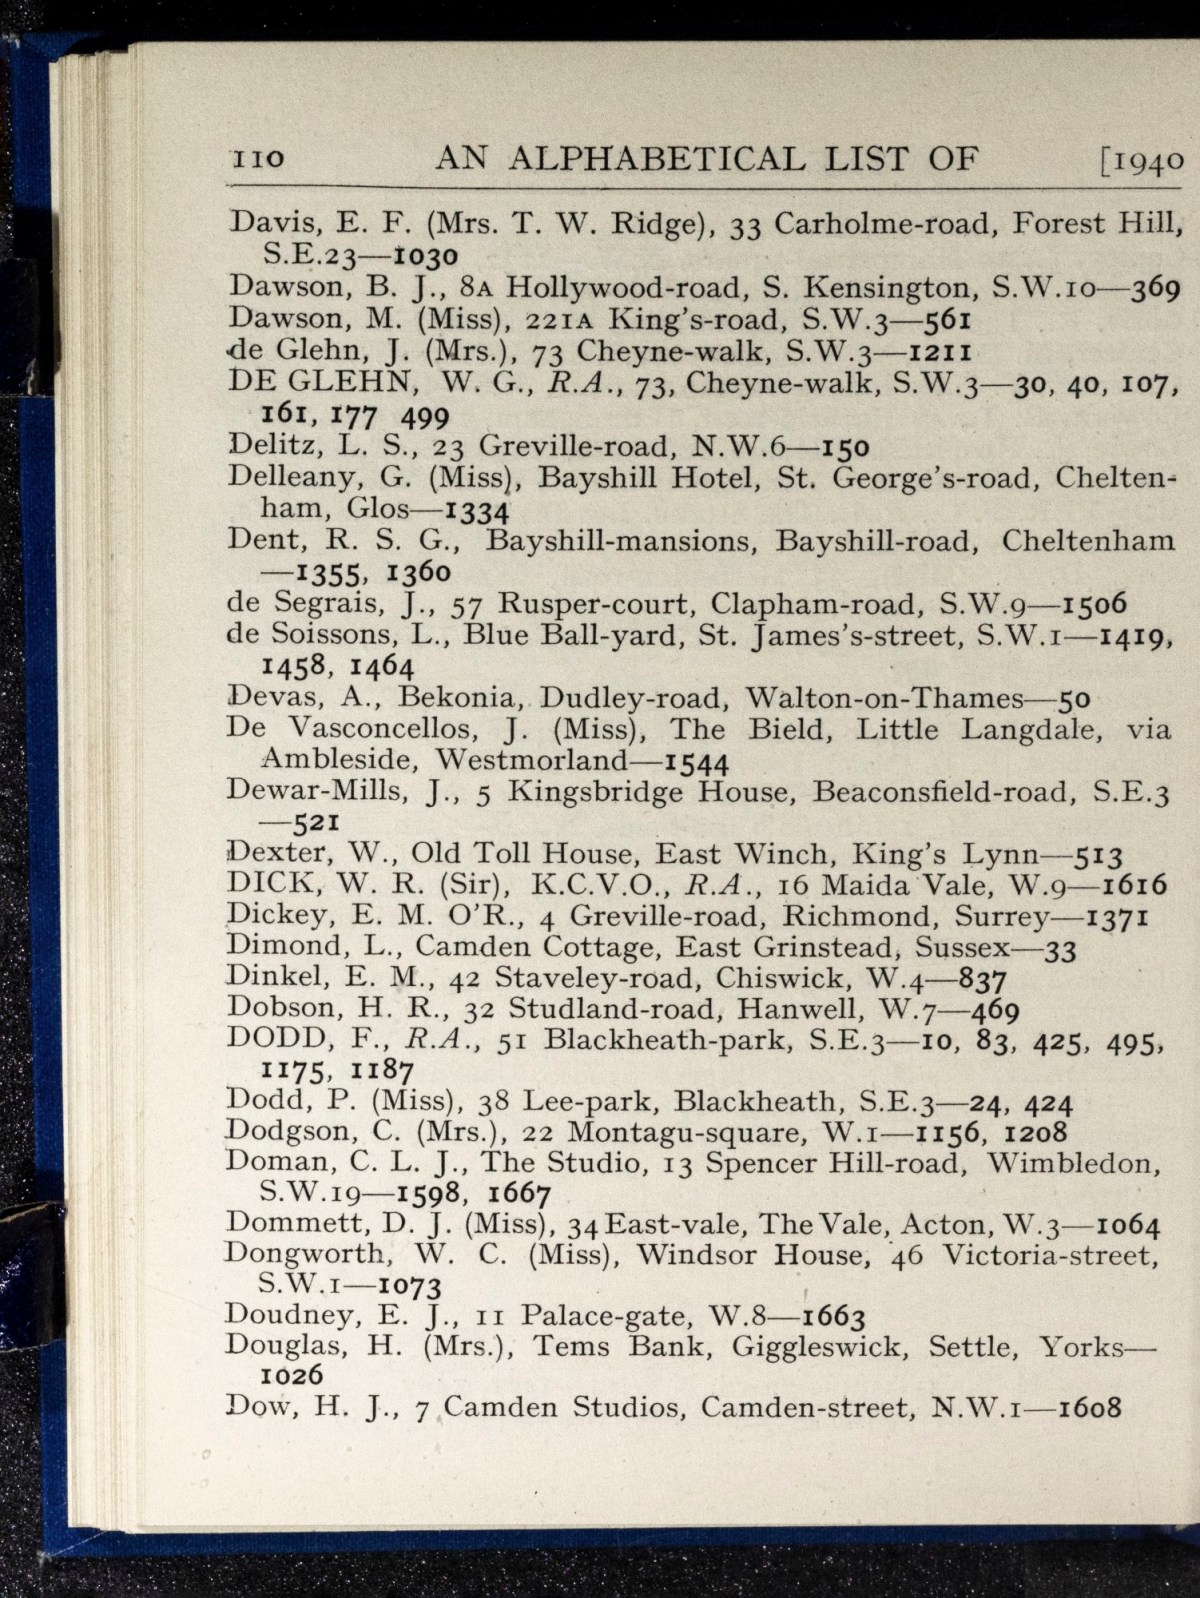 110 AN ALPHABETICAL LIST OF [1940
Davis, E. F. (Mrs. T. W. Ridge), 33 Carholme-road, Forest Hill,
S.E.23—1030
Dawson, B. J., 8A Hollywood-road, S. Kensington, S.W.10—369
Dawson, M. (Miss), 221A King's-road, S.W.3—561
de Glehn, J. (Mrs.), 73 Cheyne-walk, S.W.3—1211
DE GLEHN, W. G., R.A., 73, Cheyne-walk, S.W.3—30, 40, 107,
161, 177 499
Delitz, L. S., 23 Greville-road, N.W.6—150
Delleany, G. (Miss), Bayshill Hotel, St. George's-road, Chelten-
ham, Glos—1334
Dent, R. S. G., Bayshill-mansions, Bayshill-road, Cheltenham
—1355, 1360
de Segrais, J., 57 Rusper-court, Clapham-road, S.W.9—1506
de Soissons, L., Blue Ball-yard, St. James's-street, S.W.1—1419,
1458, 1464
Devas, A., Bekonia, Dudley-road, Walton-on-Thames—50
De Vasconcellos, J. (Miss), The Bield, Little Langdale, via
Ambleside, Westmorland—1544
Dewar-Mills, J., 5 Kingsbridge House, Beaconsfield-road, S.E.3
—521
Dexter, W., Old Toll House, East Winch, King's Lynn—513
DICK, W. R. (Sir), K.C.V.O., R.A., 16 Maida Vale, W.9—1616
Dickey, E. M. O'R., 4 Greville-road, Richmond, Surrey—1371
Dimond, L., Camden Cottage, East Grinstead, Sussex—33
Dinkel, E. M., 42 Staveley-road, Chiswick, W.4—837
Dobson, H. R., 32 Studland-road, Hanwell, W.7—469
DODD, F., R.A., 51 Blackheath-park, S.E.3—10, 83, 425, 495,
1175, 1187
Dodd, P. (Miss), 38 Lee-park, Blackheath, S.E.3—24, 424
Dodgson, C. (Mrs.), 22 Montagu-square, W.1—1156, 1208
Doman, C. L. J., The Studio, 13 Spencer Hill-road, Wimbledon,
S.W.19—1598, 1667
Dommett, D. J. (Miss), 34 East-vale, The Vale, Acton, W.3—1064
Dongworth, W. C. (Miss), Windsor House, 46 Victoria-street,
S.W.1—1073
Doudney, E. J., 11 Palace-gate, W.8—1663
Douglas, H. (Mrs.), Tems Bank, Giggleswick, Settle, Yorks—
1026
Dow, H. J., 7 Camden Studios, Camden-street, N.W.1—1608